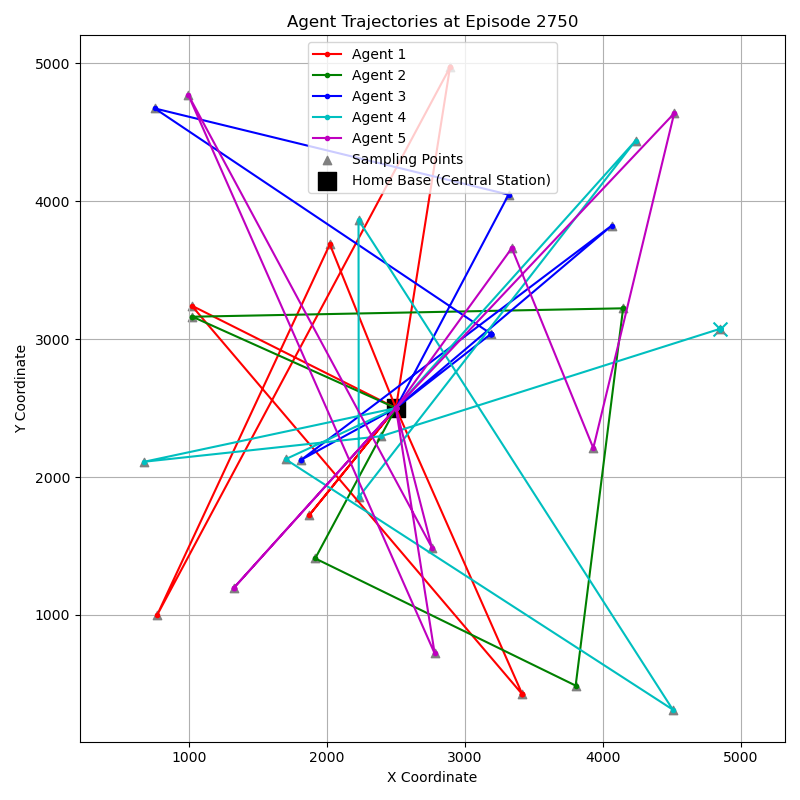 Agent Trajectories at Episode 2750
Agent 1
Agent 2
Agent 3
Agent 4
Agent 5
Sampling Points
Home Base (Central Station)
5000
4000
3000
2000
1000
Y Coordinate
1000 2000 3000 4000 5000
X Coordinate